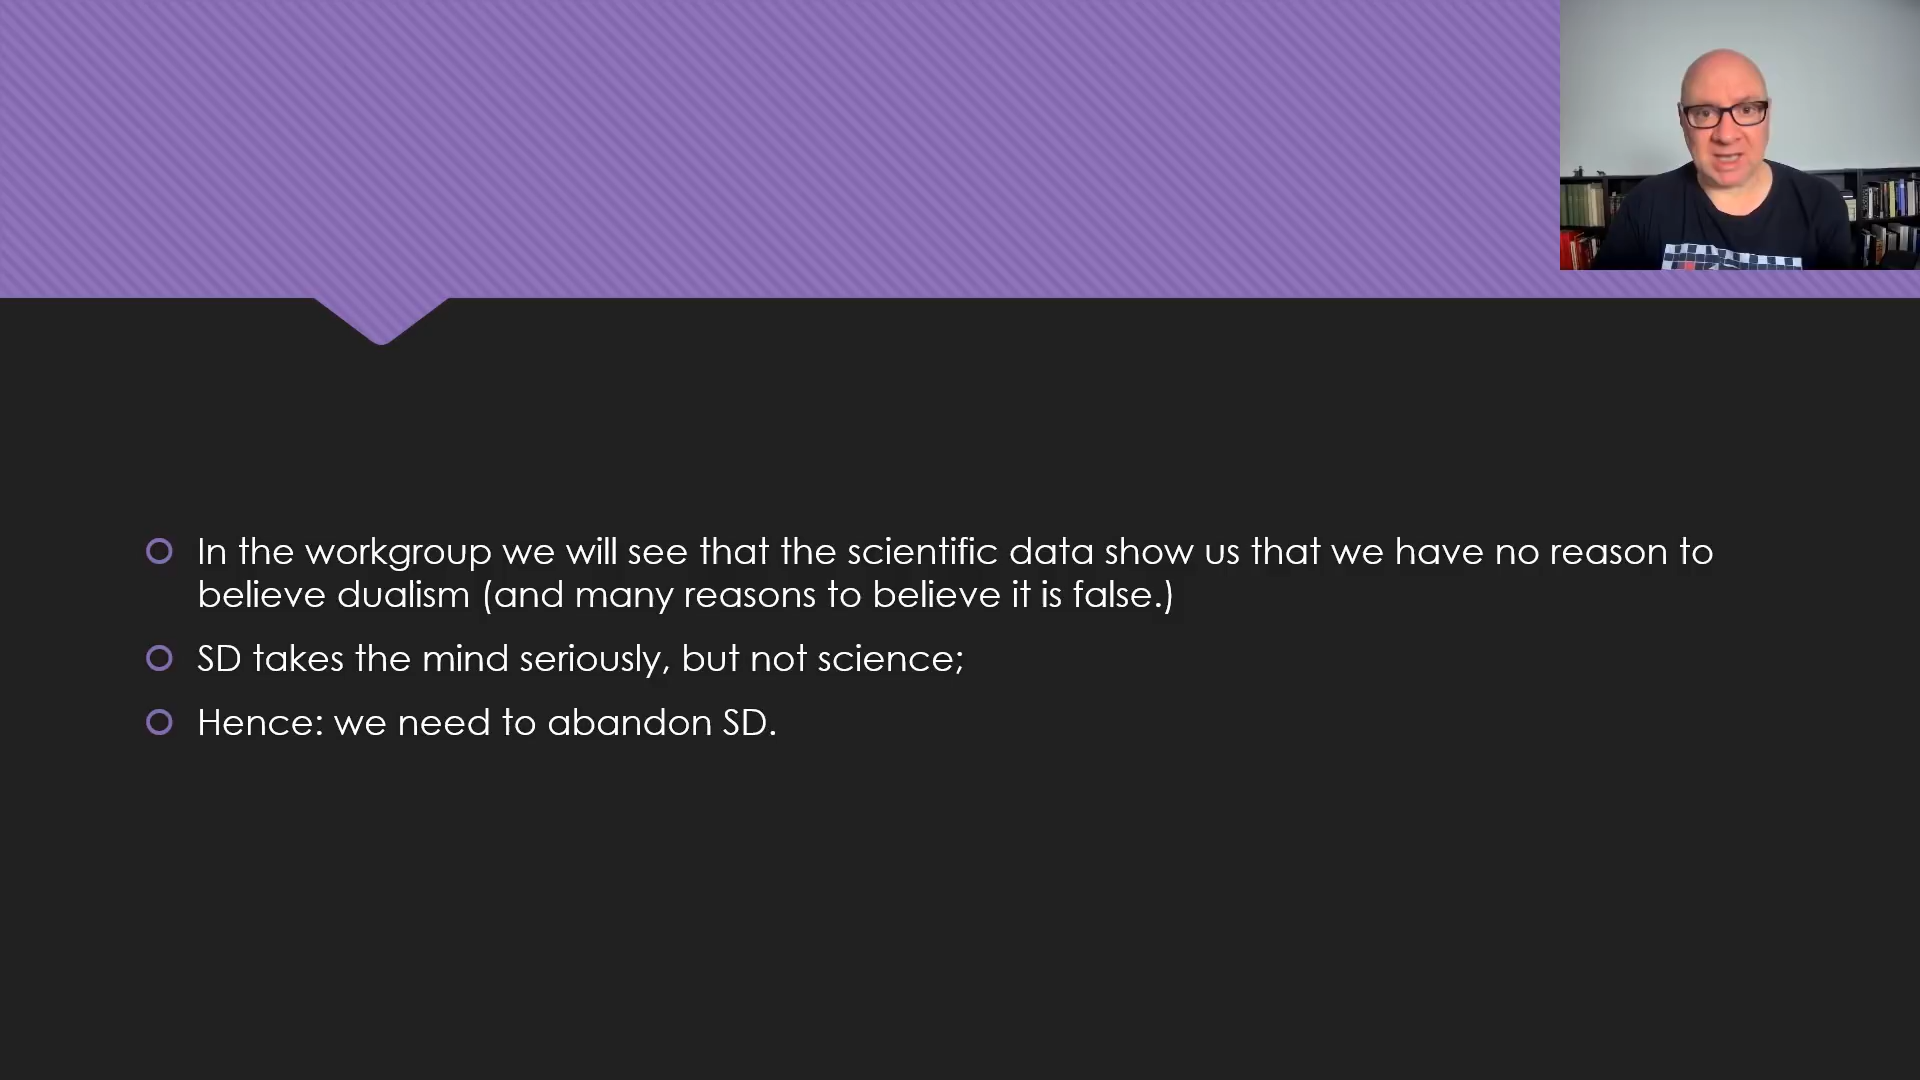 In the workgroup we will see that the scientific data show us that we have no reason to
believe dualism (and many reasons to believe it is false.)
SD takes the mind seriously, but not science;
Hence: we need to abandon SD.